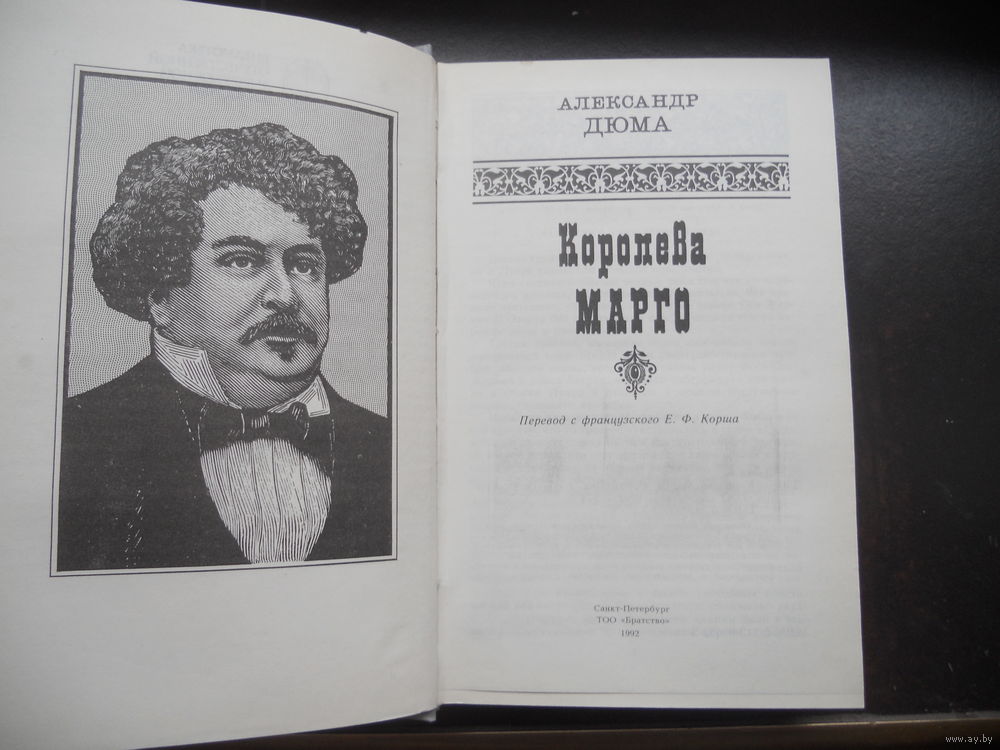 АЛЕКСАНДР
ДЮМА
Королева
МАРГО
Перевод с французского Е. Ф. Корша
Санкт-Петербург
ТОО «Братство»
1992
www.ay.by